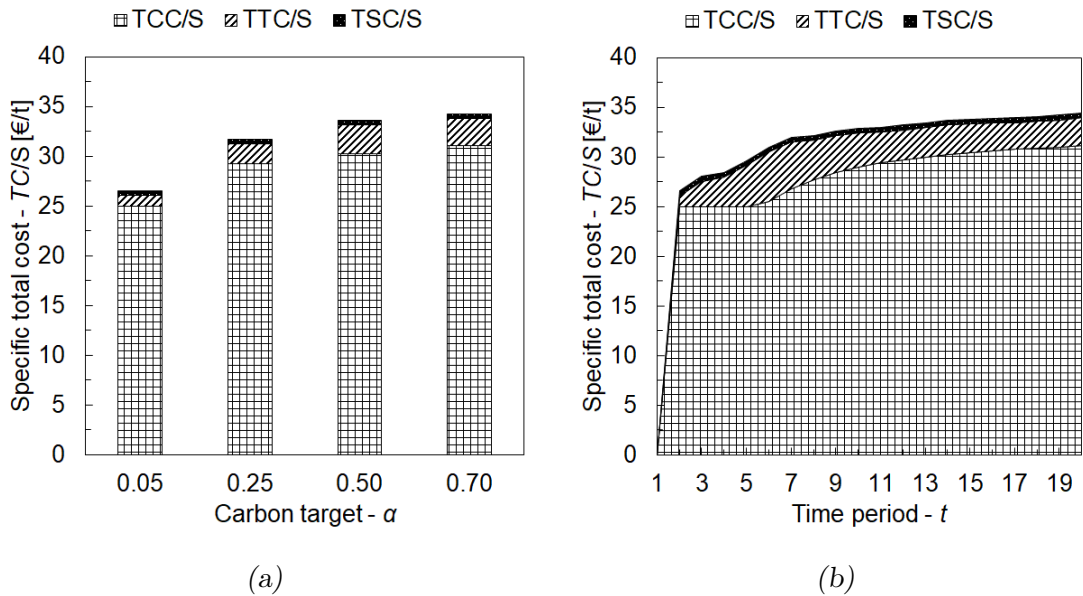 TCC/S TTC/S TSC/S
40
35
30
25
20
15
10
5
0
Specific total cost - TC/S [€/t]
0.05 0.25 0.50 0.70
Carbon target - α
(a)
TCC/S TTC/S TSC/S
40
35
30
25
20
15
10
5
0
Specific total cost - TC/S [€/t]
1 3 5 7 9 11 13 15 17 19
Time period - t
(b)